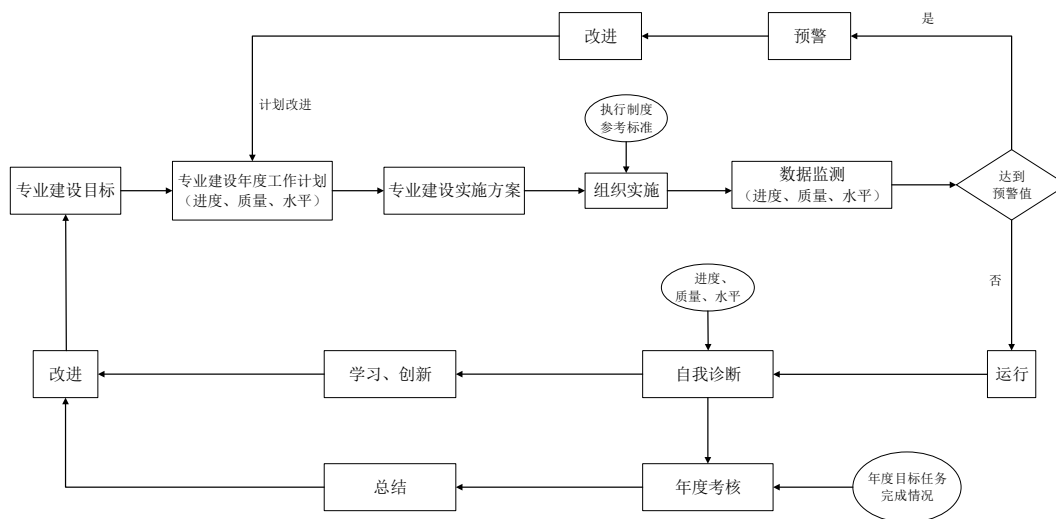 改进
预警
是
计划改进
执行制度
参考标准
专业建设目标
专业建设年度工作计划
（进度、质量、水平）
专业建设实施方案
组织实施
数据监测
（进度、质量、水平）
达到
预警值
进度、
质量、水平
否
改进
学习、创新
自我诊断
运行
总结
年度考核
年度目标任务
完成情况